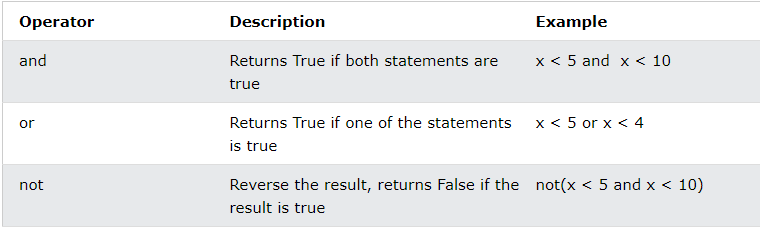 Operator Description Example
and Returns True if both statements are x < 5 and  x < 10
true
or Returns True if one of the statements x < 5 or x < 4
is true
not Reverse the result, returns False if the not(x < 5 and x < 10)
result is true